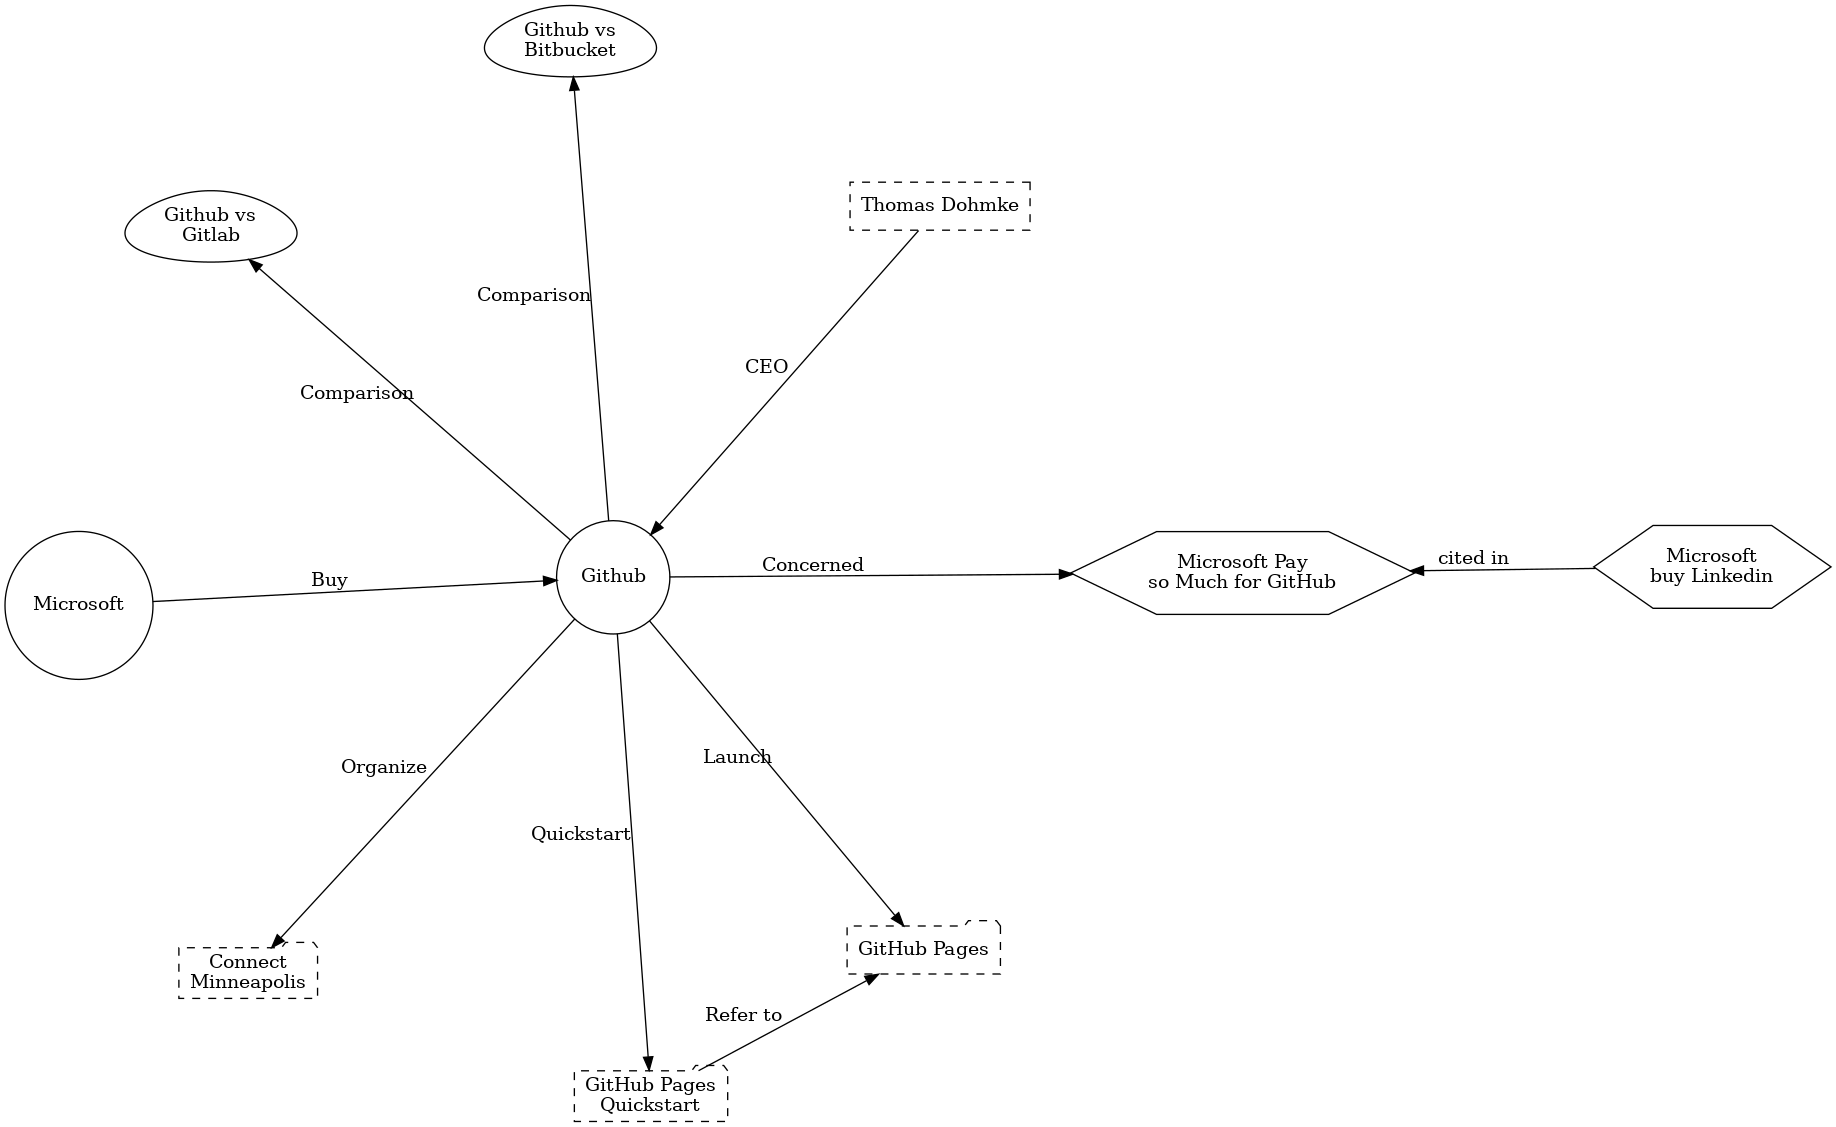 Github vs
Bitbucket
Github vs
Gitlab
Thomas Dohmke
Comparison
CEO
Comparison
Microsoft
Buy
Github
Concerned
Microsoft Pay
so Much for GitHub
cited in
Microsoft
buy Linkedin
Organize
Launch
Quickstart
Connect
Minneapolis
GitHub Pages
Refer to
GitHub Pages
Quickstart